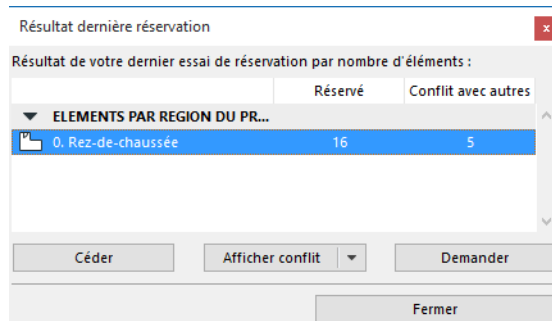 Résultat dernière réservation
x
Résultat de votre dernier essai de réservation par nombre d'éléments :
Réservé Conflit avec autres
ELEMENTS PAR REGION DU PR...
0. Rez-de-chaussée 16 5
Céder Afficher conflit Demander
Fermer